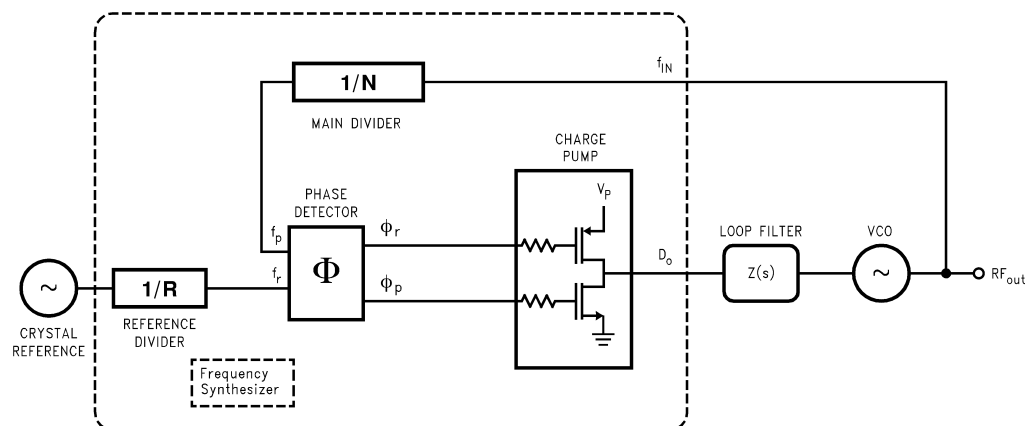 f_IN
1/N
MAIN DIVIDER
CHARGE
PUMP
V_P
PHASE
DETECTOR
f_p
ϕ_r
LOOP FILTER
VCO
D_o
Φ
f_r
ϕ_p
Z(s)
~
RF_out
~
1/R
CRYSTAL
REFERENCE
REFERENCE
DIVIDER
Frequency
Synthesizer